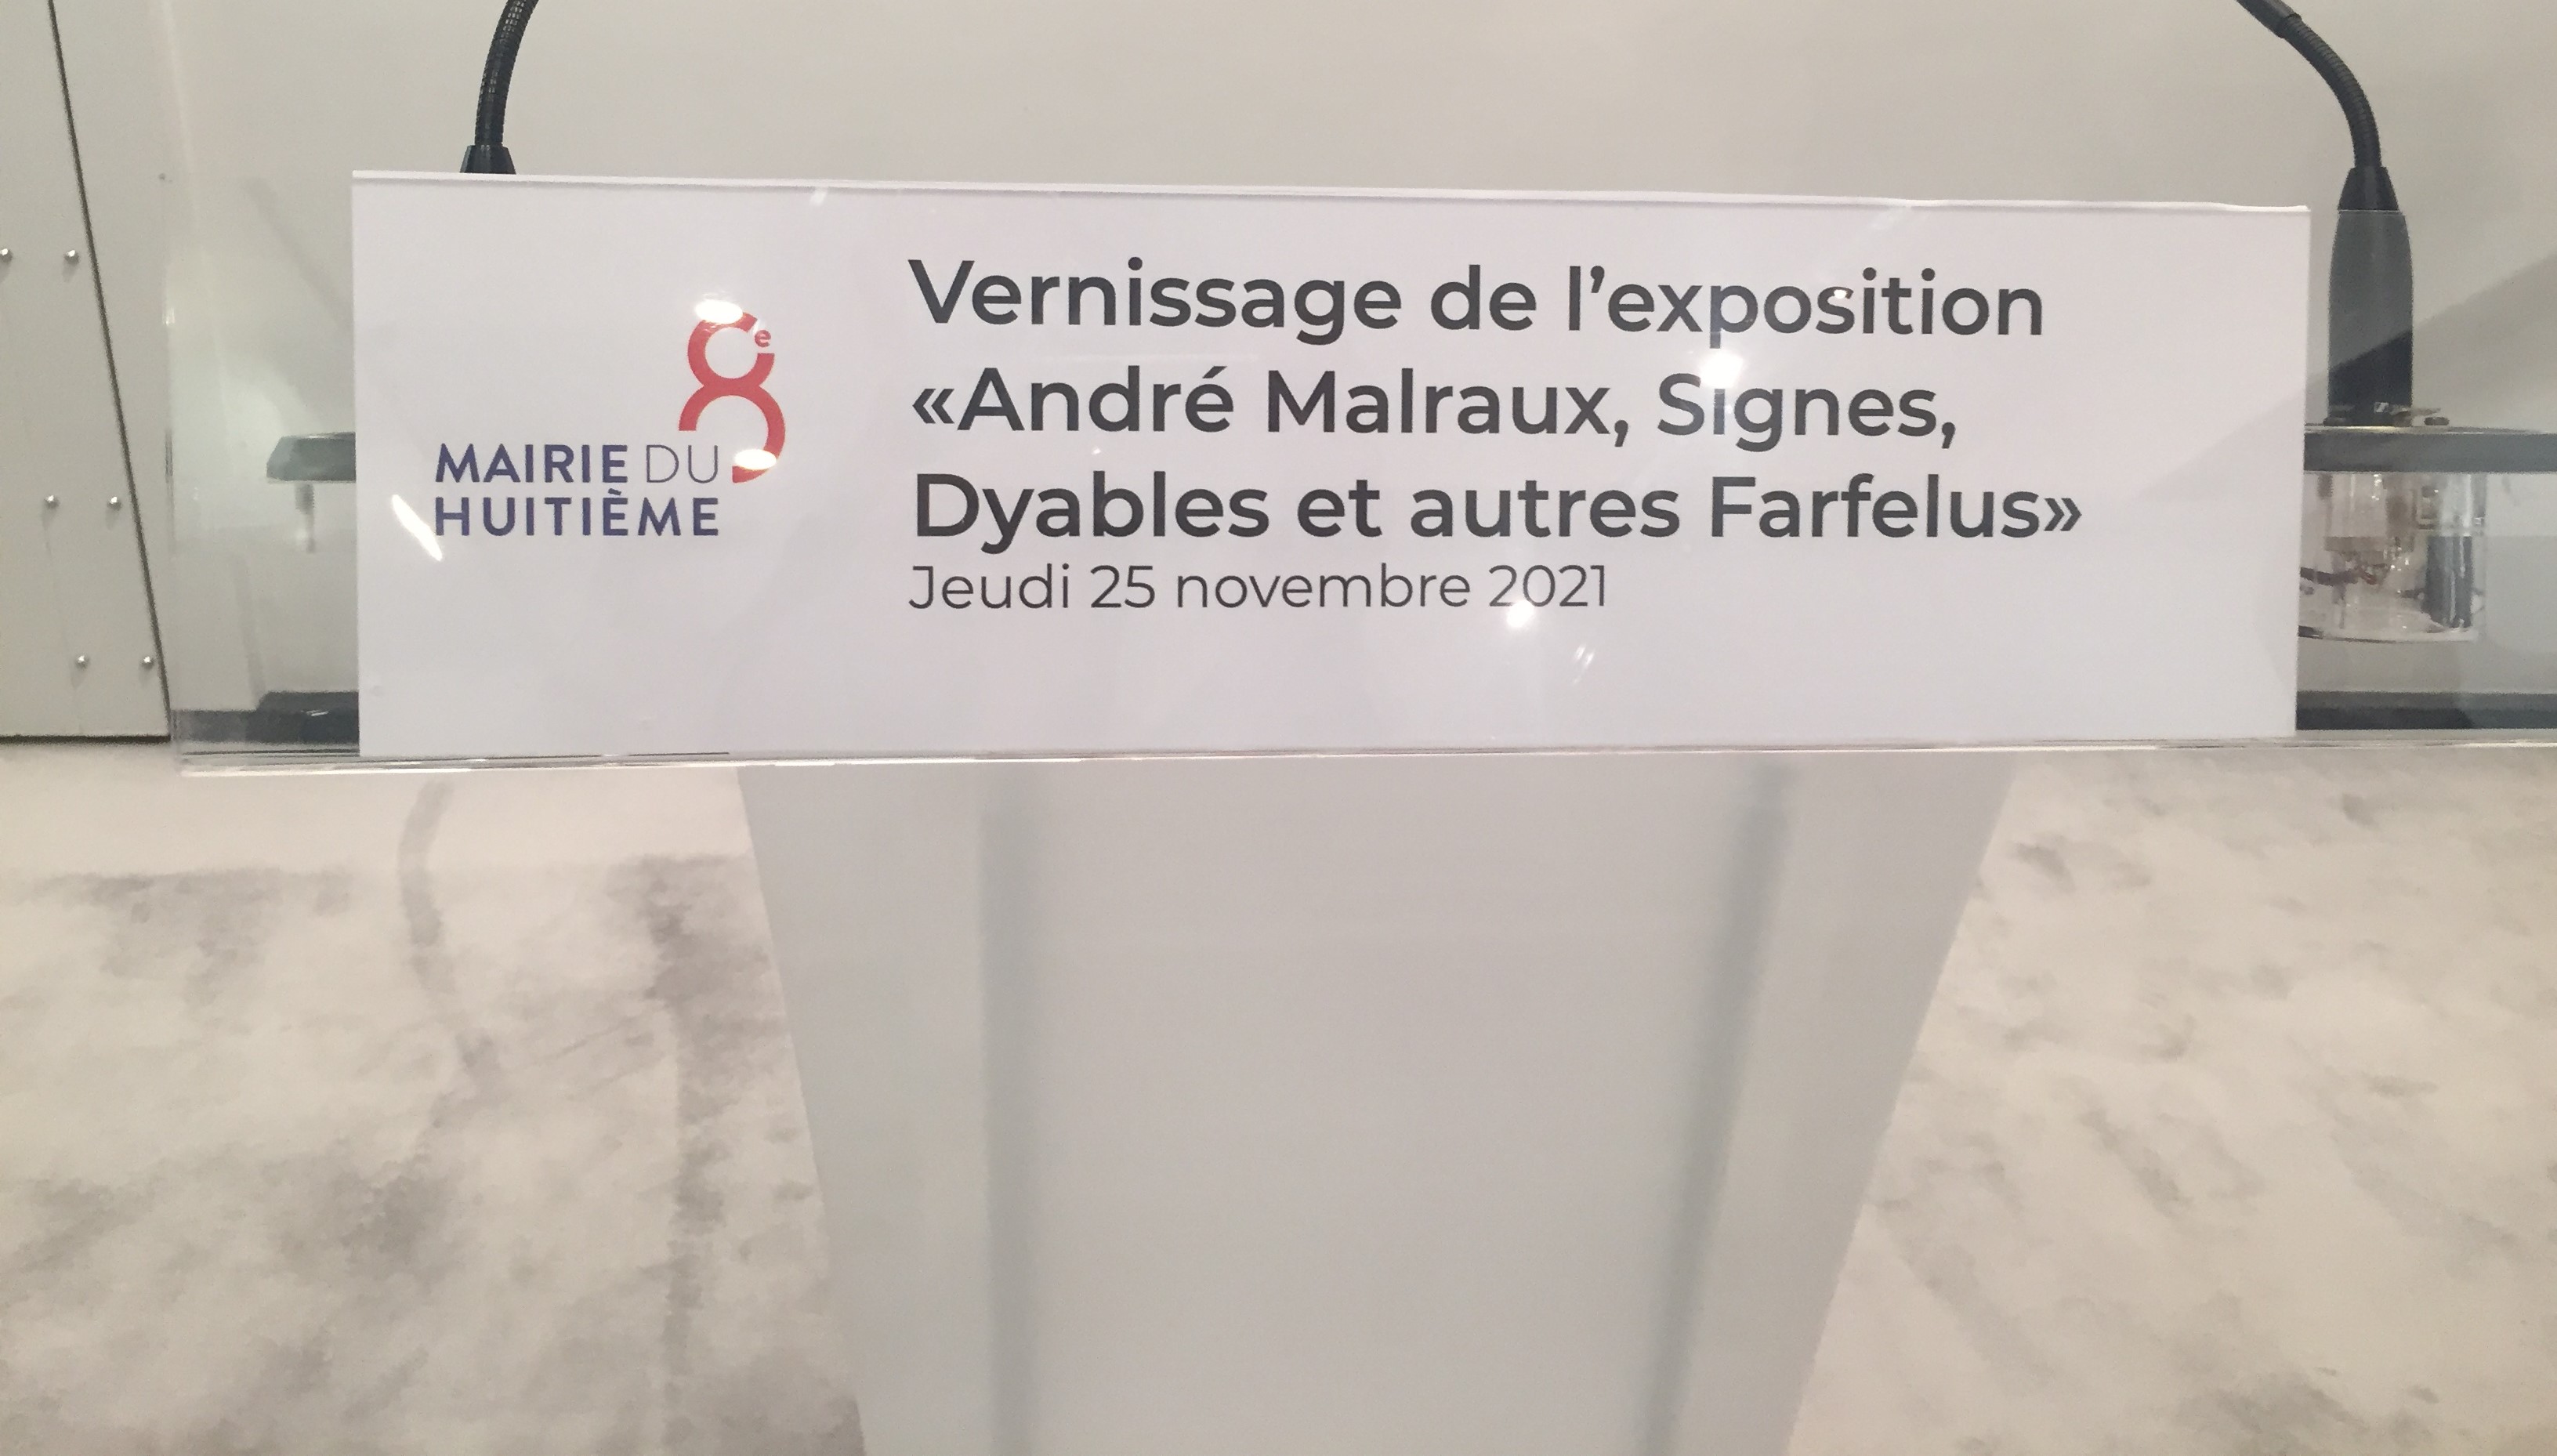 8e
MAIRIE DU
HUITIÈME
Vernissage de l'exposition
«André Malraux, Signes,
Dyables et autres Farfelus»
Jeudi 25 novembre 2021